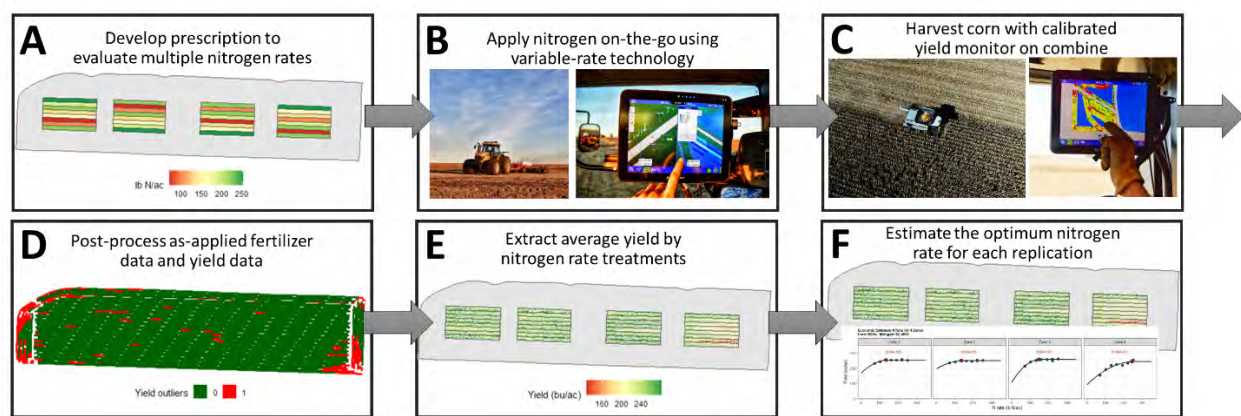 A
Develop prescription to
evaluate multiple nitrogen rates
lb N/ac
100 150 200 250
B
Apply nitrogen on-the-go using
variable-rate technology
C
Harvest corn with calibrated
yield monitor on combine
D
Post-process as-applied fertilizer
data and yield data
Yield outliers 0 1
E
Extract average yield by
nitrogen rate treatments
Yield (bu/ac)
160 200 240
F
Estimate the optimum nitrogen
rate for each replication
N rate (lb N/ac)